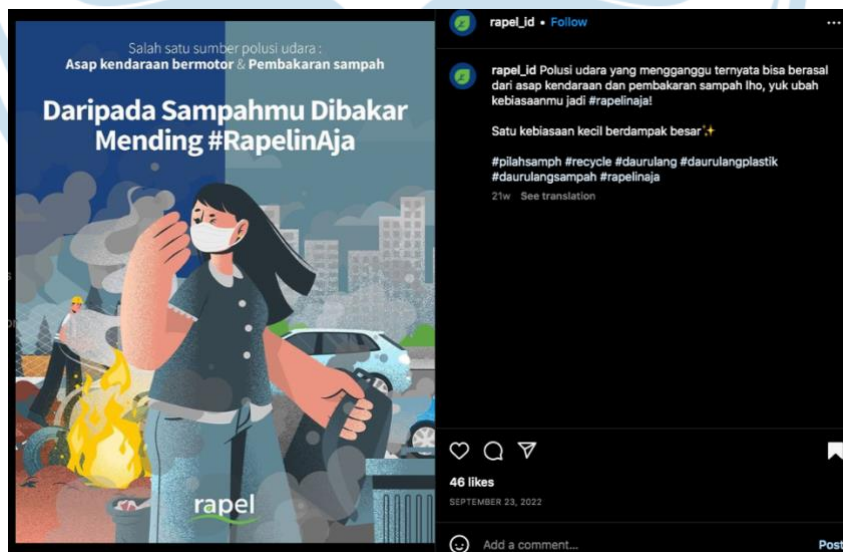 Salah satu sumber polusi udara :
Asap kendaraan bermotor & Pembakaran sampah
Daripada Sampahmu Dibakar
Mending #RapelinAja
rapel
rapel_id • Follow
rapel_id Polusi udara yang mengganggu ternyata bisa berasal
dari asap kendaraan dan pembakaran sampah lho, yuk ubah
kebiasaanmu jadi #rapelinaja!
Satu kebiasaan kecil berdampak besar✨
#pilahsamph #recycle #daurulang #daurulangplastik
#daurulangsampah #rapelinaja
21w See translation
46 likes
SEPTEMBER 23, 2022
Add a comment...
Post